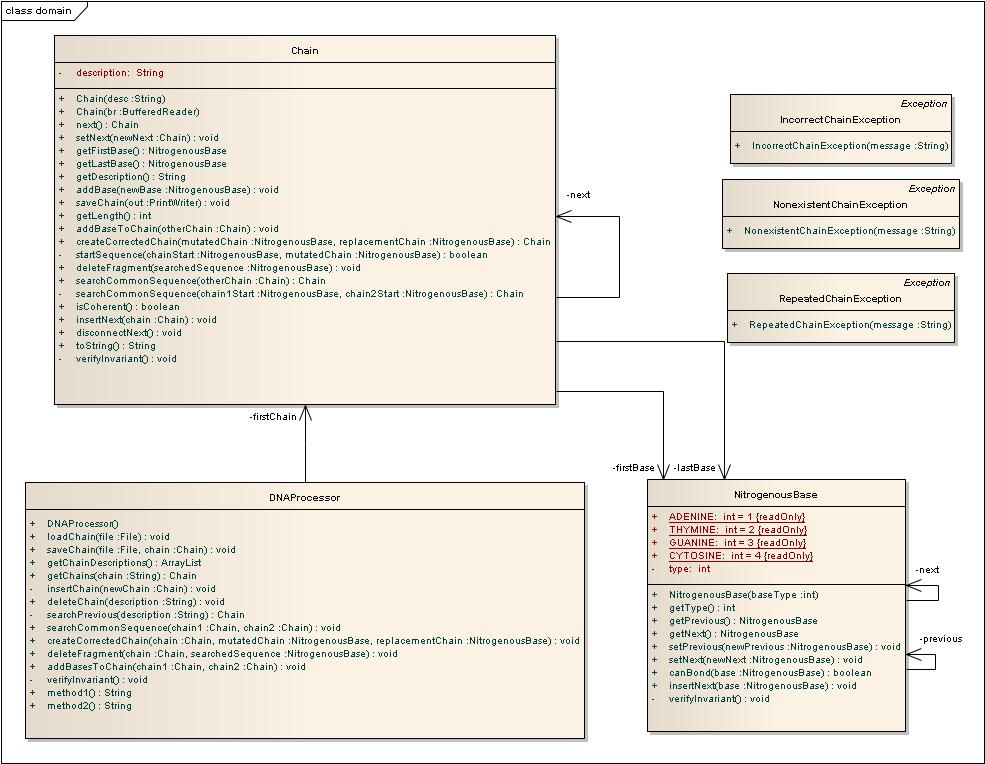 class domain
Chain
- description: String
+ Chain(desc :String)
+ Chain(br :BufferedReader)
+ next() : Chain
+ setNext(newNext :Chain) : void
+ getFirstBase() : NitrogenousBase
+ getLastBase() : NitrogenousBase
+ getDescription() : String
+ addBase(newBase :NitrogenousBase) : void
+ saveChain(out :PrintWriter) : void
+ getLength() : int
+ addBaseToChain(otherChain :Chain) : void
+ createCorrectedChain(mutatedChain :NitrogenousBase, replacementChain :NitrogenousBase) : Chain
- startSequence(chainStart :NitrogenousBase, mutatedChain :NitrogenousBase) : boolean
+ deleteFragment(searchedSequence :NitrogenousBase) : void
+ searchCommonSequence(otherChain :Chain) : Chain
- searchCommonSequence(chain1Start :NitrogenousBase, chain2Start :NitrogenousBase) : Chain
+ isCoherent() : boolean
+ insertNext(chain :Chain) : void
+ disconnectNext() : void
+ toString() : String
- verifyInvariant() : void
-next
Exception
IncorrectChainException
+ IncorrectChainException(message :String)
Exception
NonexistentChainException
+ NonexistentChainException(message :String)
Exception
RepeatedChainException
+ RepeatedChainException(message :String)
-firstChain
-firstBase
-lastBase
DNAProcessor
+ DNAProcessor()
+ loadChain(file :File) : void
+ saveChain(file :File, chain :Chain) : void
+ getChainDescriptions() : ArrayList
+ getChains(chain :String) : Chain
- insertChain(newChain :Chain) : void
+ deleteChain(description :String) : void
- searchPrevious(description :String) : Chain
+ searchCommonSequence(chain1 :Chain, chain2 :Chain) : void
+ createCorrectedChain(chain :Chain, mutatedChain :NitrogenousBase, replacementChain :NitrogenousBase) : void
+ deleteFragment(chain :Chain, searchedSequence :NitrogenousBase) : void
+ addBasesToChain(chain1 :Chain, chain2 :Chain) : void
- verifyInvariant() : void
+ method1() : String
+ method2() : String
NitrogenousBase
+ ADENINE: int = 1 {readOnly}
+ THYMINE: int = 2 {readOnly}
+ GUANINE: int = 3 {readOnly}
+ CYTOSINE: int = 4 {readOnly}
- type: int
+ NitrogenousBase(baseType :int)
+ getType() : int
+ getPrevious() : NitrogenousBase
+ getNext() : NitrogenousBase
+ setPrevious(newPrevious :NitrogenousBase) : void
+ setNext(newNext :NitrogenousBase) : void
+ canBond(base :NitrogenousBase) : boolean
+ insertNext(base :NitrogenousBase) : void
- verifyInvariant() : void
-next
-previous